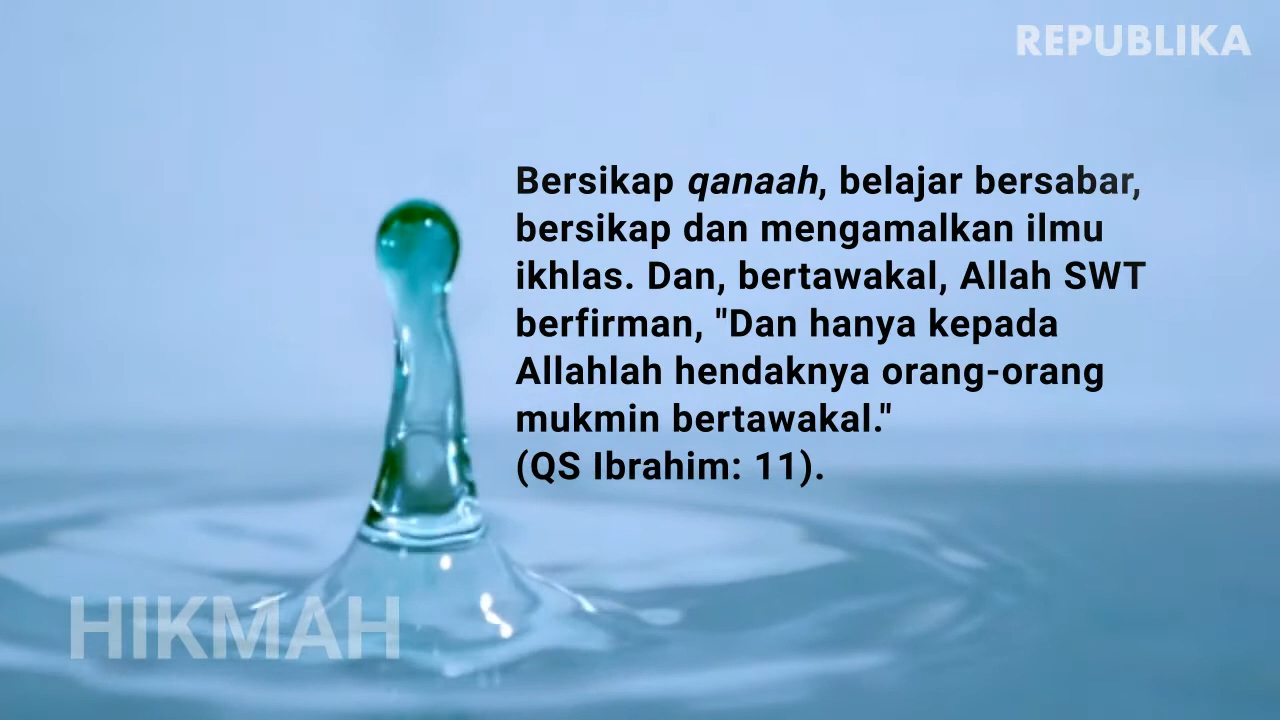 REPUBLIKA
Bersikap qanaah, belajar bersabar,
bersikap dan mengamalkan ilmu
ikhlas. Dan, bertawakal, Allah SWT
berfirman, "Dan hanya kepada
Allahlah hendaknya orang-orang
mukmin bertawakal."
(QS Ibrahim: 11).
HIKMAH